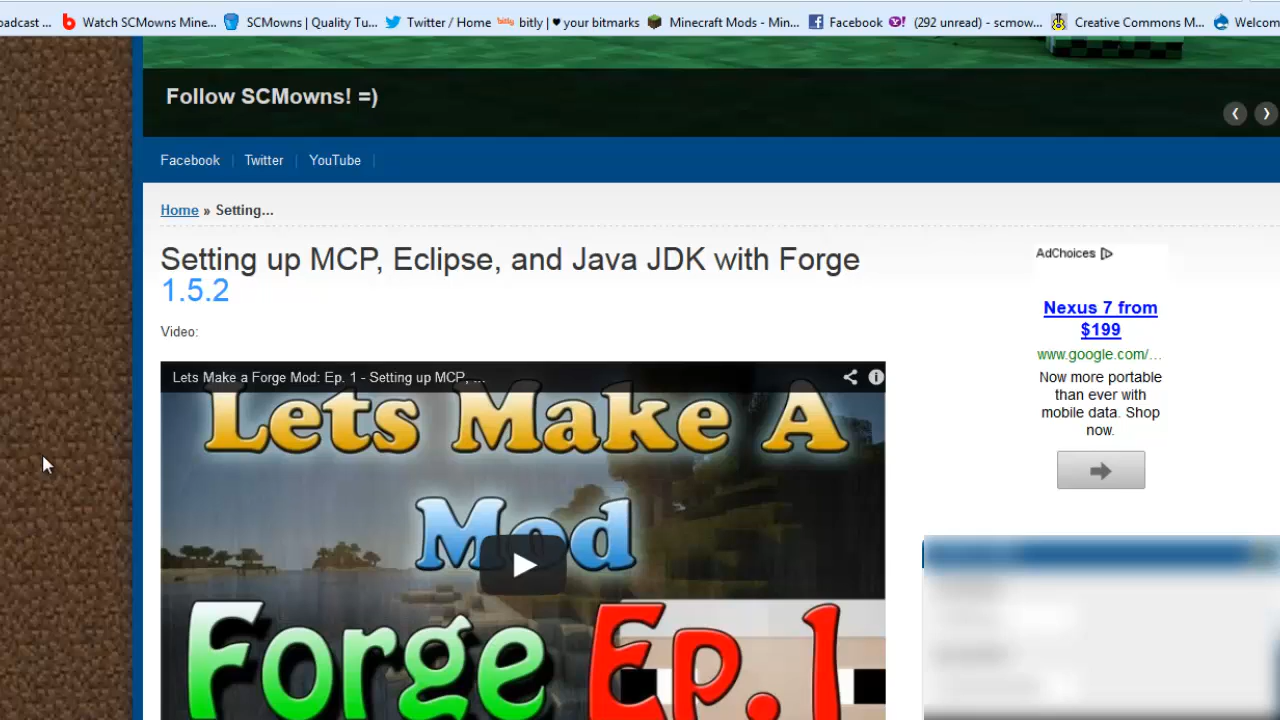 oadcast ... Watch SCMowns Mine... SCMowns | Quality Tu... Twitter / Home bitly bitly | ♥ your bitmarks Minecraft Mods - Min... Facebook (292 unread) - scmow... Creative Commons M... Welcom
Follow SCMowns! =)
Facebook Twitter YouTube
Home » Setting...
Setting up MCP, Eclipse, and Java JDK with Forge
1.5.2
Video:
Lets Make a Forge Mod: Ep. 1 - Setting up MCP, ...
Lets Make A
Mod
Forge Ep.1
AdChoices
Nexus 7 from
$199
www.google.com/...
Now more portable
than ever with
mobile data. Shop
now.